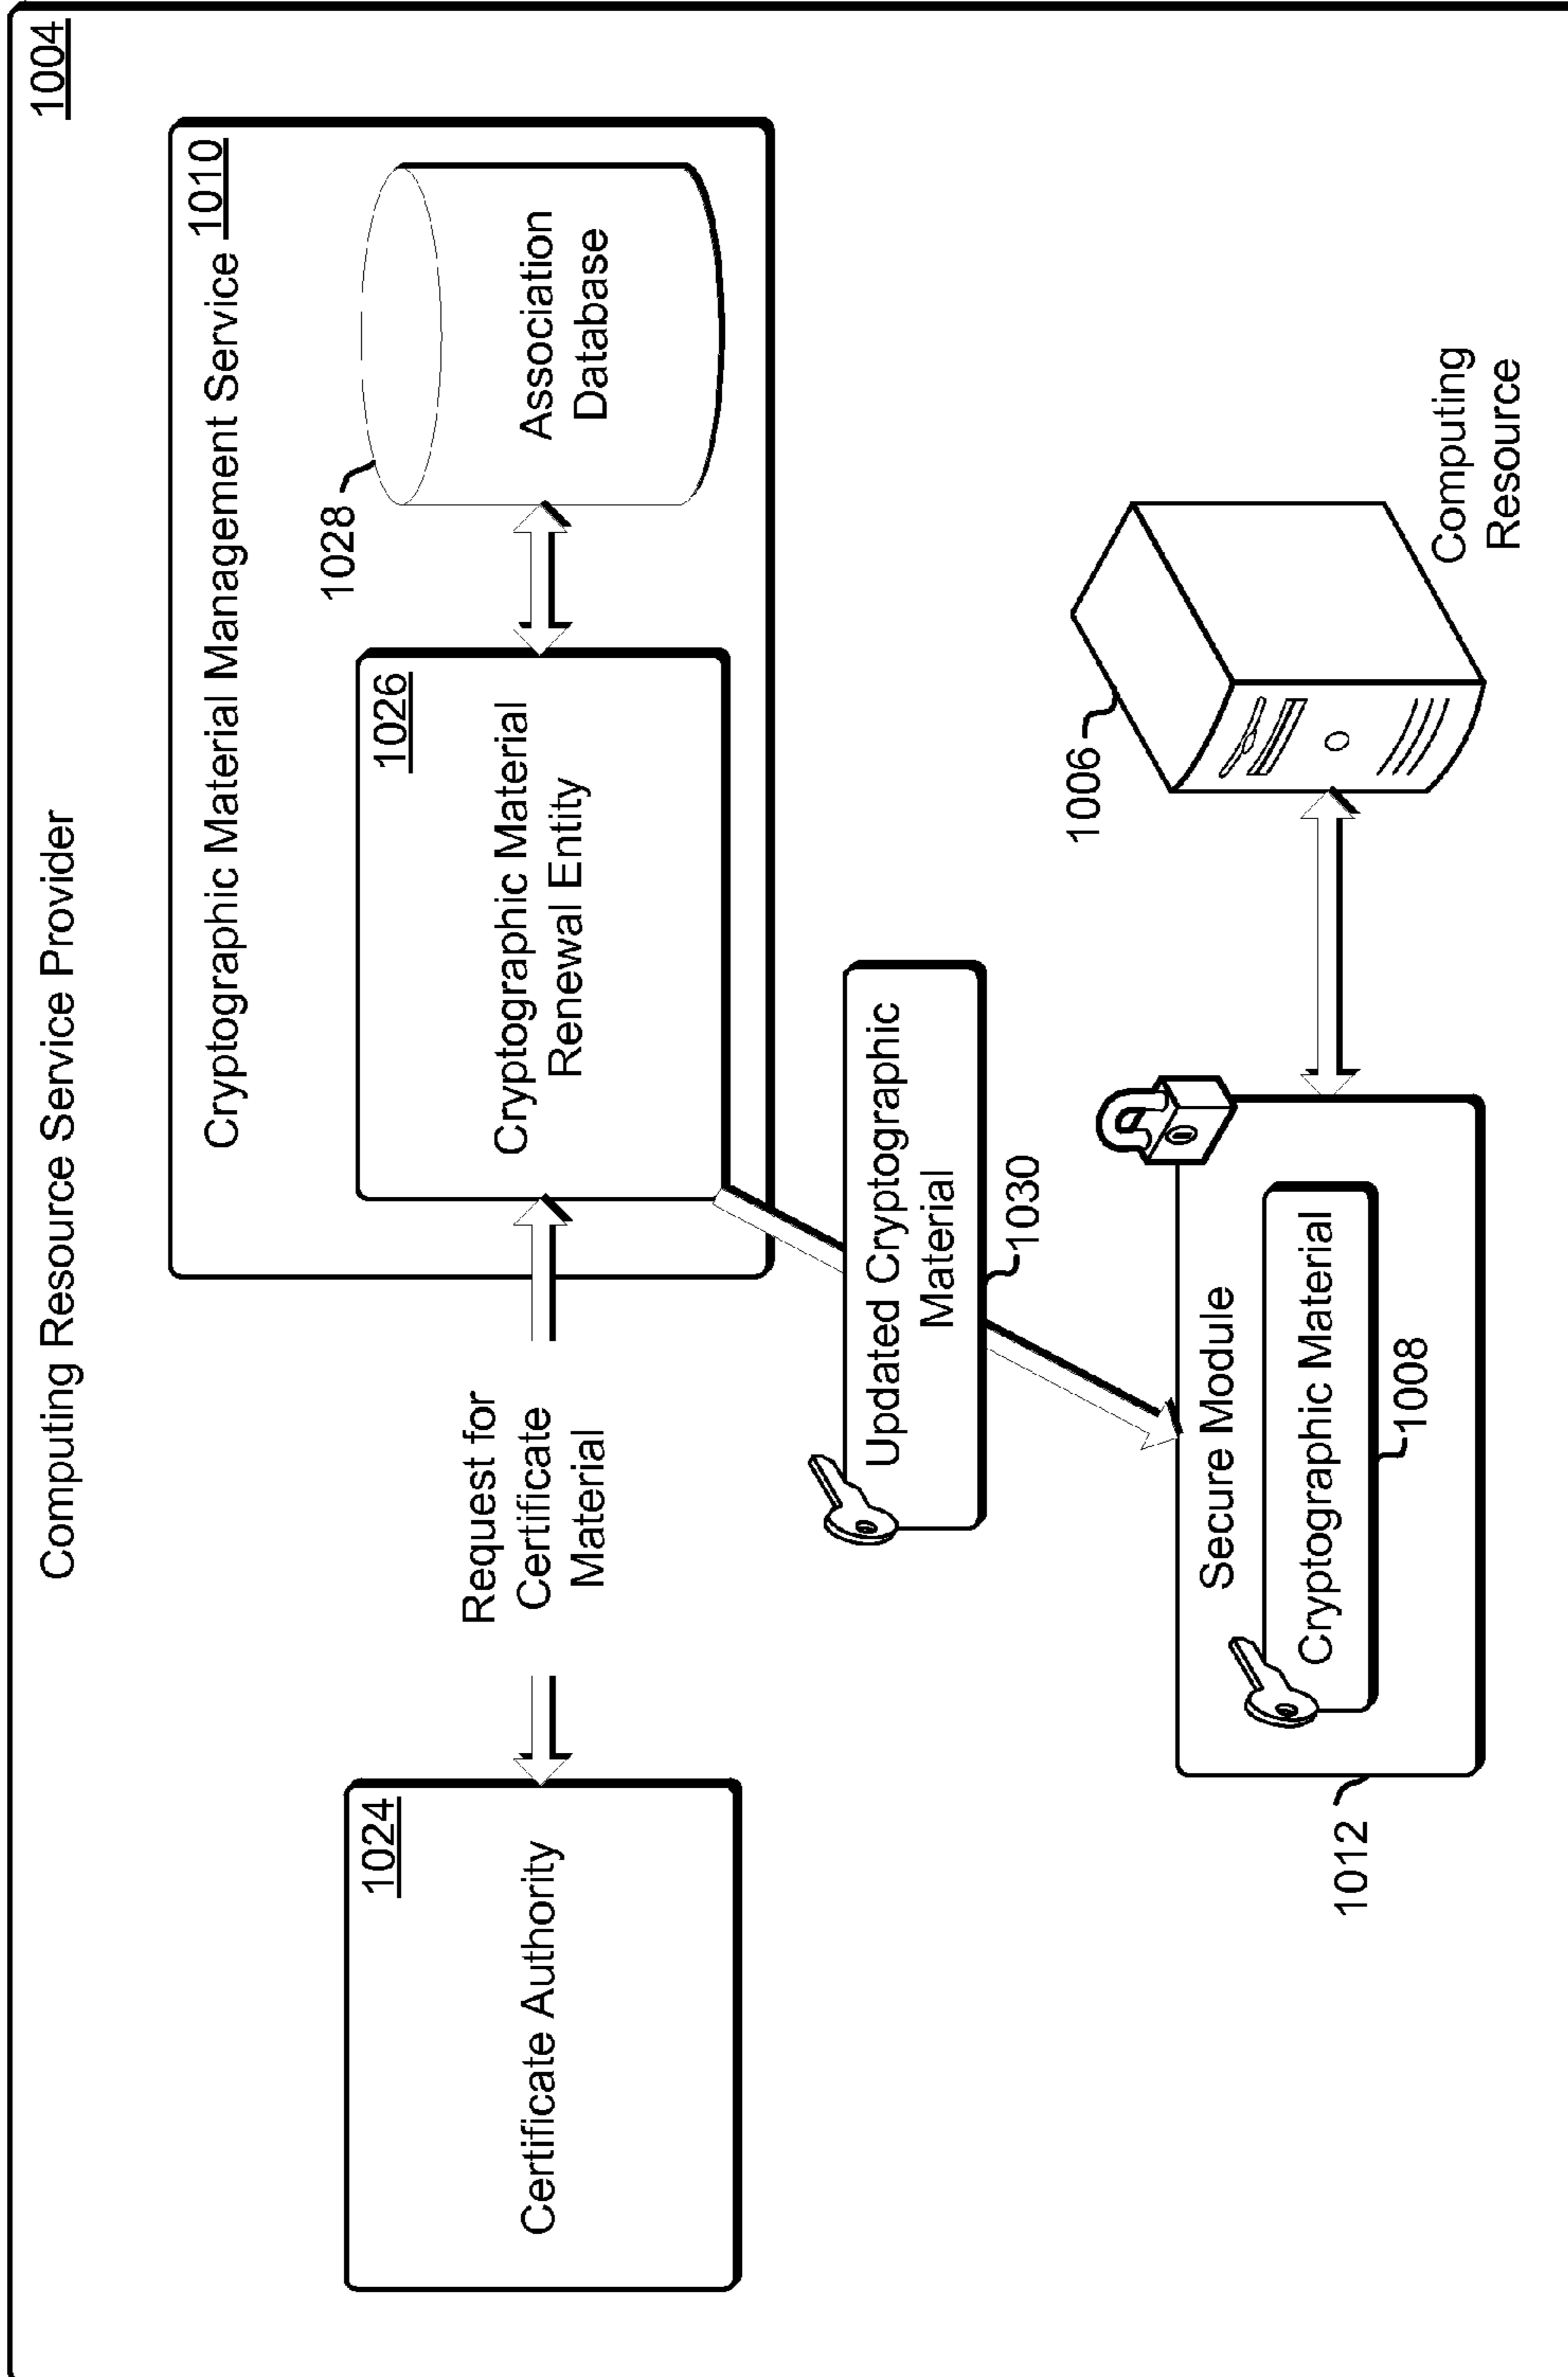 Computing Resource Service Provider
1004
Cryptographic Material Management Service 1010
1024
Certificate Authority
Request for
Certificate
Material
1026
Cryptographic Material
Renewal Entity
1028
Association
Database
Updated Cryptographic
Material
1030
1012
Secure Module
Cryptographic Material
1008
1006
Computing
Resource